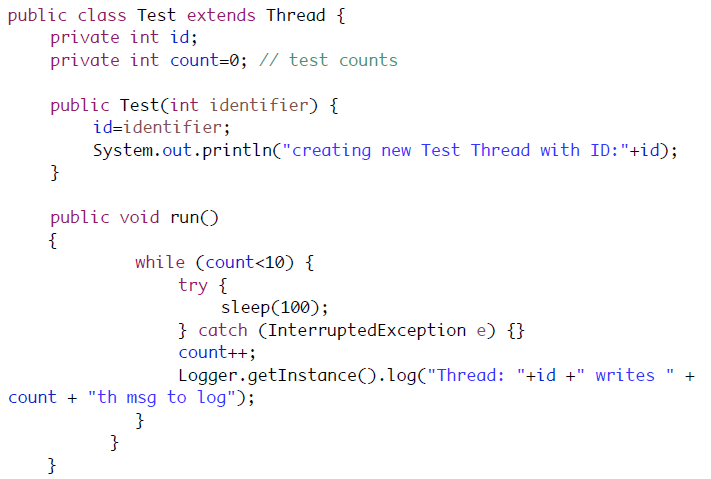 public class Test extends Thread {
    private int id;
    private int count=0; // test counts

    public Test(int identifier) {
        id=identifier;
        System.out.println("creating new Test Thread with ID:"+id);
    }

    public void run()
    {
            while (count<10) {
                try {
                    sleep(100);
                } catch (InterruptedException e) {}
                count++;
                Logger.getInstance().log("Thread: "+id +" writes " +
count + "th msg to log");
            }
          }
    }